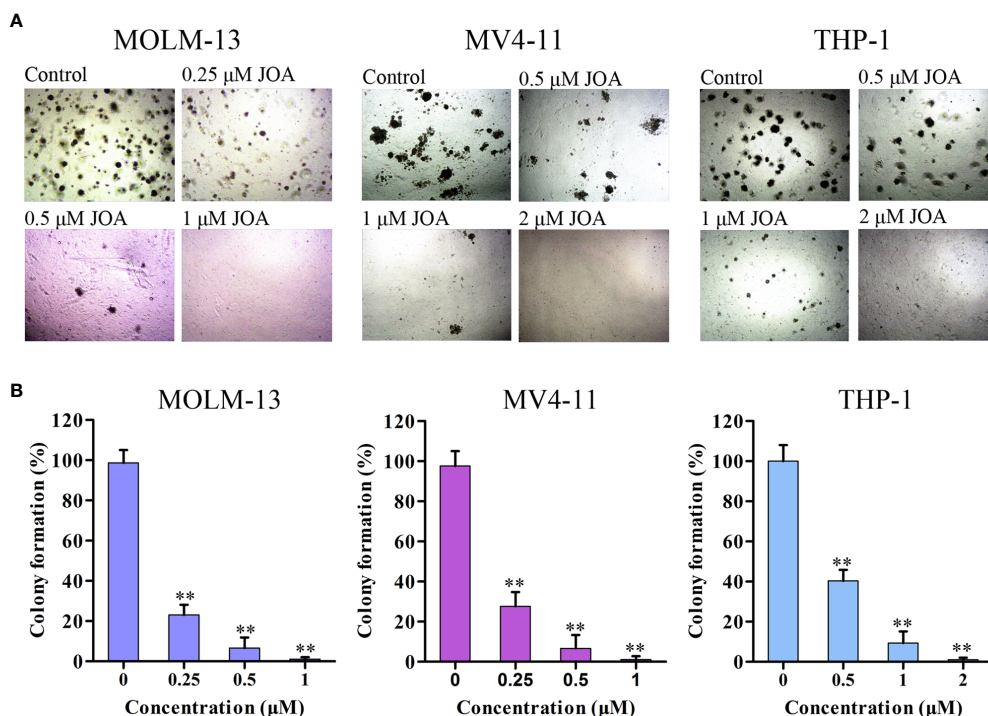 A
MOLM-13 MV4-11 THP-1
Control 0.25 μM JOA Control 0.5 μM JOA Control 0.5 μM JOA
0.5 μM JOA 1 μM JOA 1 μM JOA 2 μM JOA 1 μM JOA 2 μM JOA
B
MOLM-13
Colony formation (%)
120
100
80
60
40
20
0
** ** **
0 0.25 0.5 1
Concentration (μM)
MV4-11
Colony formation (%)
120
100
80
60
40
20
0
** ** **
0 0.25 0.5 1
Concentration (μM)
THP-1
Colony formation (%)
120
100
80
60
40
20
0
** ** **
0 0.5 1 2
Concentration (μM)